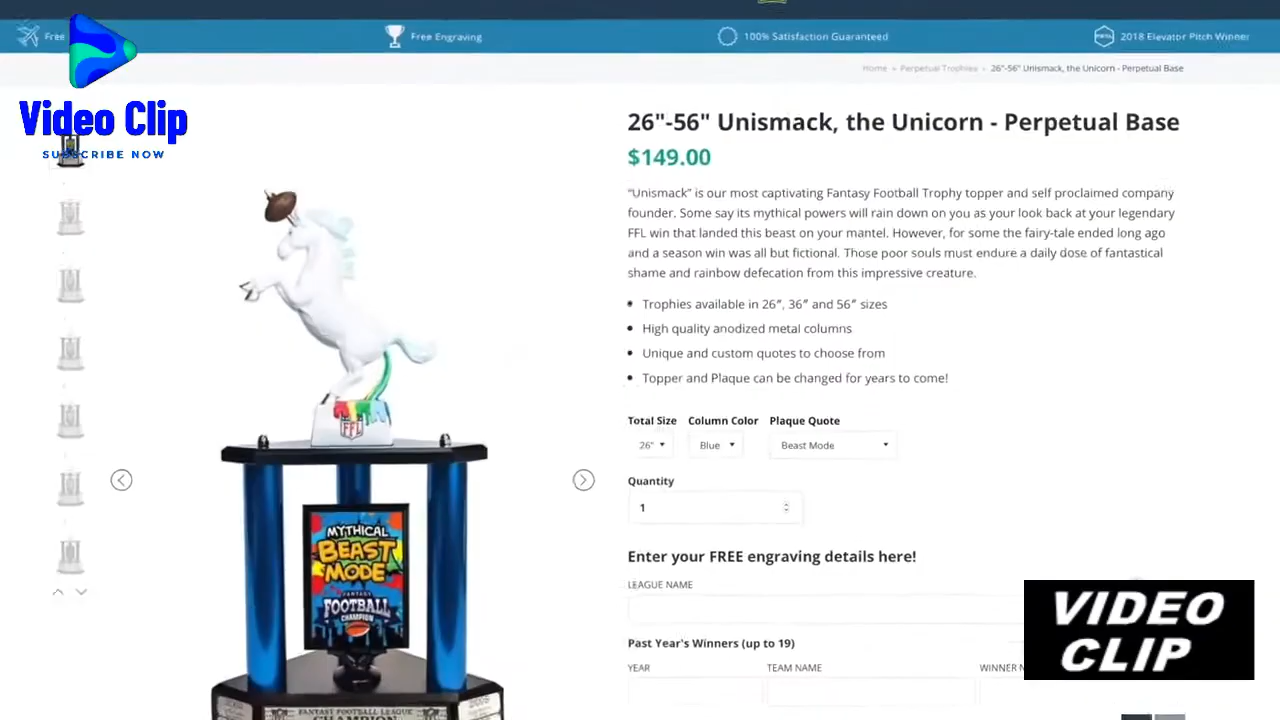 Free
Free Engraving
100% Satisfaction Guaranteed
2018 Elevator Pitch Winner
Video Clip
SUBSCRIBE NOW
Home » Perpetual Trophies » 26"-56" Unismack, the Unicorn - Perpetual Base
26"-56" Unismack, the Unicorn - Perpetual Base
$149.00
“Unismack” is our most captivating Fantasy Football Trophy topper and self proclaimed company
founder. Some say its mythical powers will rain down on you as your look back at your legendary
FFL win that landed this beast on your mantel. However, for some the fairy-tale ended long ago
and a season win was all but fictional. Those poor souls must endure a daily dose of fantastical
shame and rainbow defecation from this impressive creature.
Trophies available in 26″, 36″ and 56″ sizes
High quality anodized metal columns
Unique and custom quotes to choose from
Topper and Plaque can be changed for years to come!
Total Size Column Color Plaque Quote
26" Blue Beast Mode
Quantity
1
Enter your FREE engraving details here!
LEAGUE NAME
Past Year's Winners (up to 19)
YEAR TEAM NAME WINNER N
FFL
MYTHICAL
BEAST
MODE
FANTASY
FOOTBALL
CHAMPION
FANTASY FOOTBALL LEAGUE
CHAMPION
VIDEO
CLIP